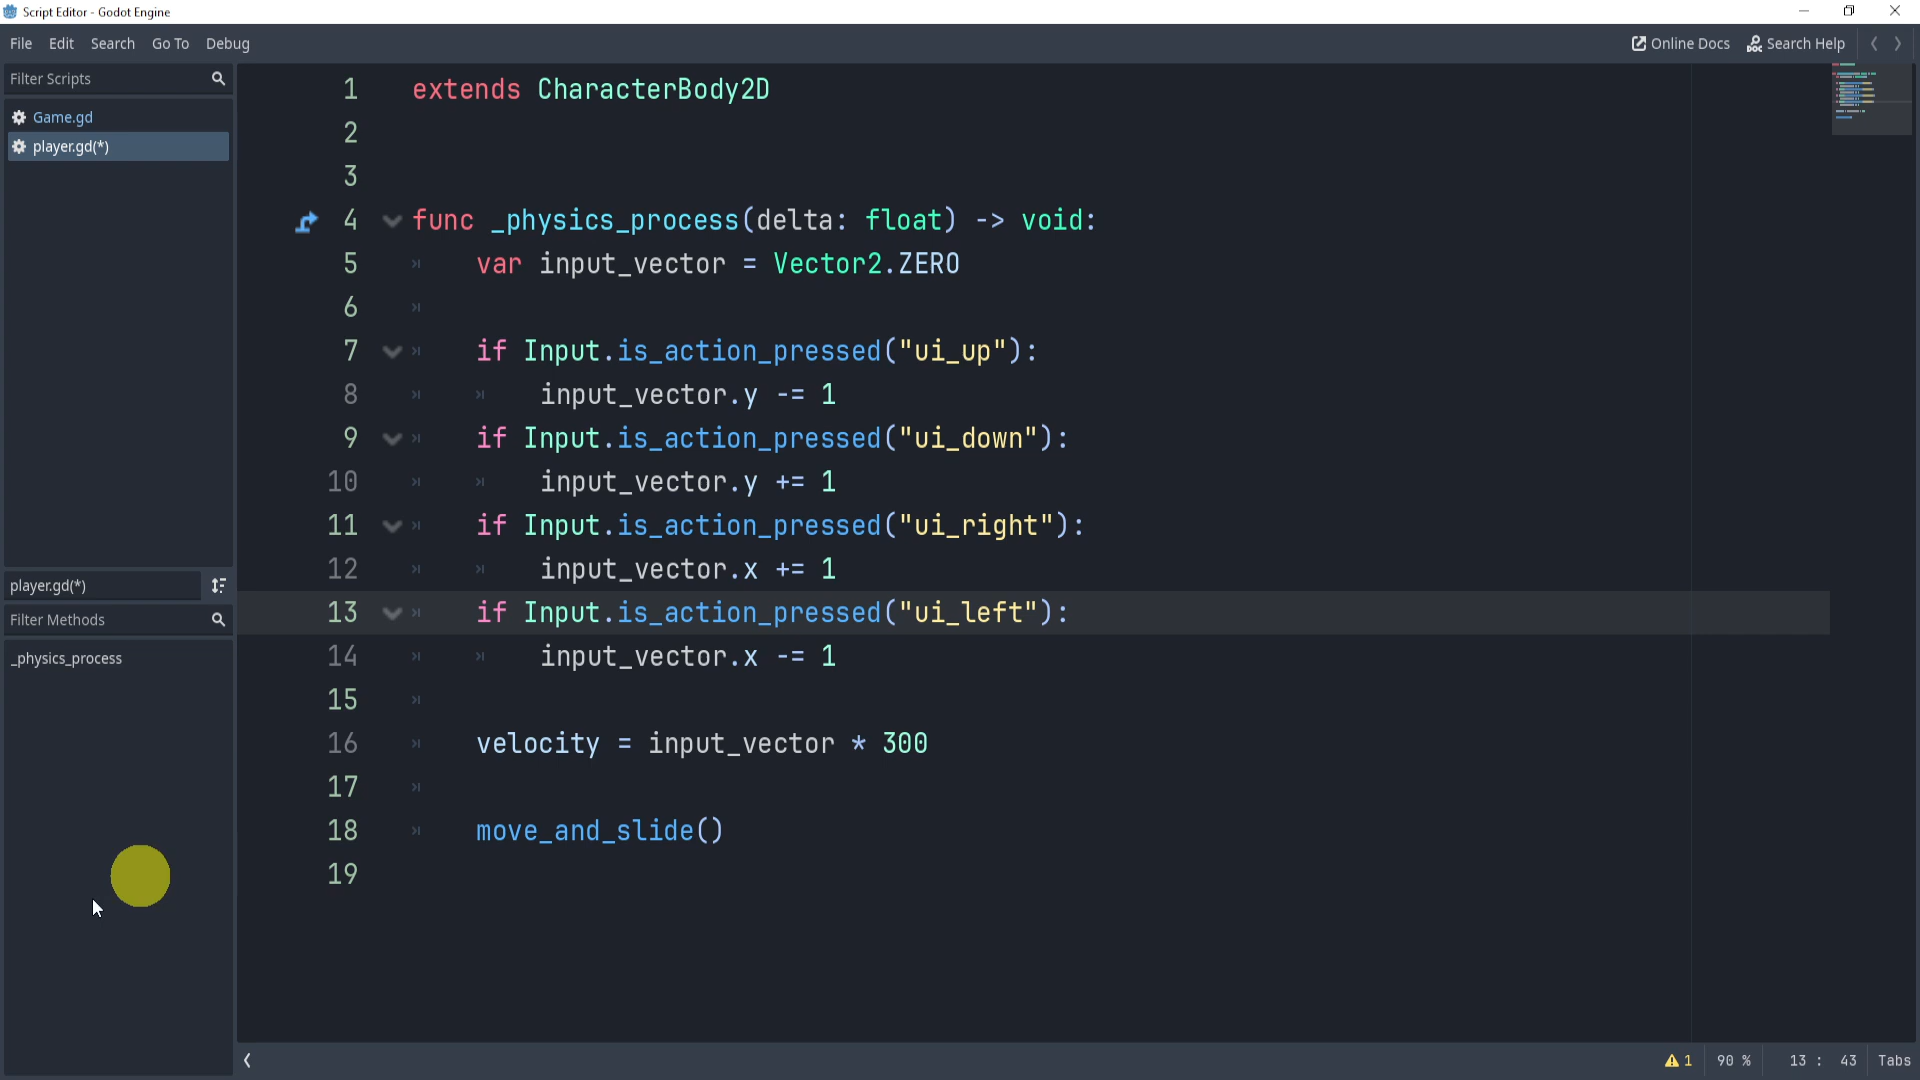 Script Editor - Godot Engine
File Edit Search Go To Debug
Online Docs Search Help
Filter Scripts
Game.gd
player.gd(*)
player.gd(*)
Filter Methods
_physics_process
1 extends CharacterBody2D
2
3
4 func _physics_process(delta: float) -> void:
5 var input_vector = Vector2.ZERO
6
7 if Input.is_action_pressed("ui_up"):
8 input_vector.y -= 1
9 if Input.is_action_pressed("ui_down"):
10 input_vector.y += 1
11 if Input.is_action_pressed("ui_right"):
12 input_vector.x += 1
13 if Input.is_action_pressed("ui_left"):
14 input_vector.x -= 1
15
16 velocity = input_vector * 300
17
18 move_and_slide()
19
1 90 % 13 : 43 Tabs